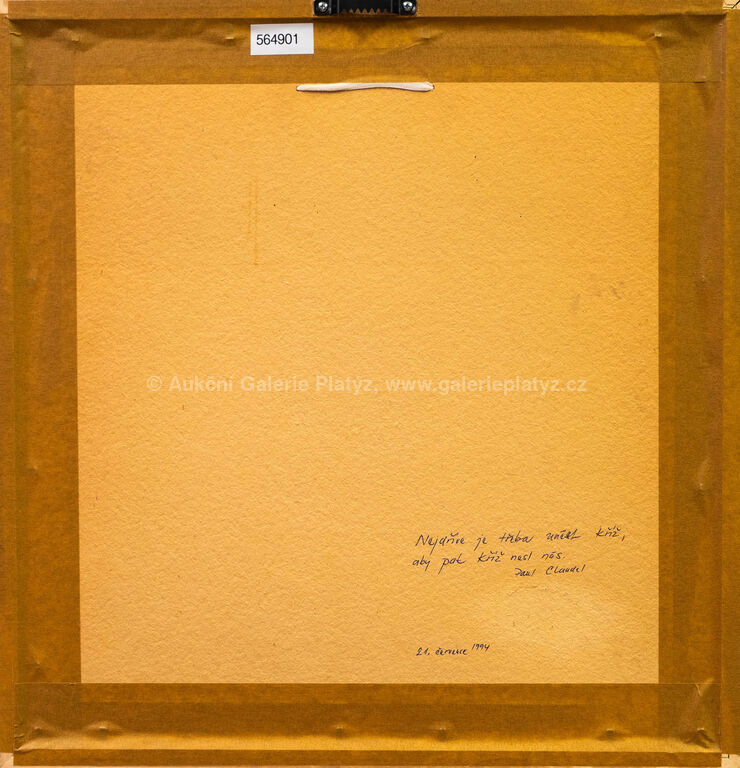 564901
© Aukční Galerie Platýz, www.galerieplatyz.cz
Nejdříve je třeba unést kříž,
aby pak kříž nesl nás.
Paul Claudel
21. července 1994